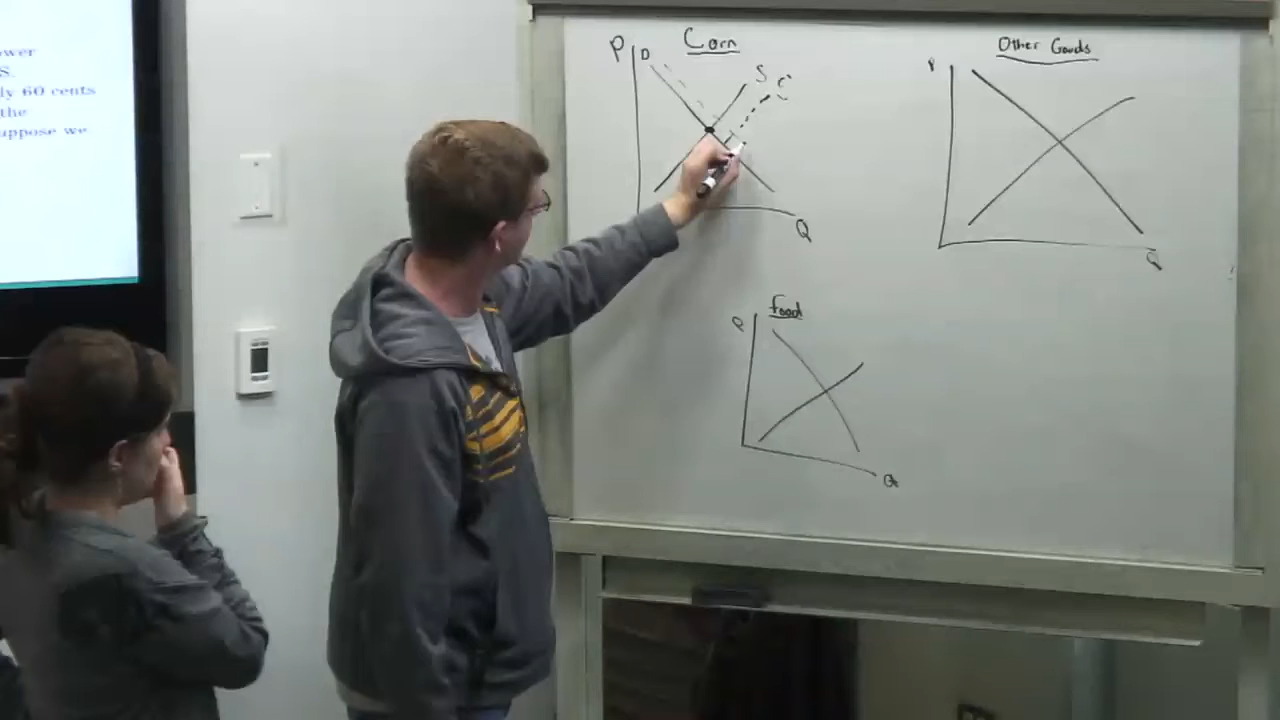 ower
S.
ly 60 cents
the
uppose we
Corn
P
D
S
S'
Q
Other Goods
P
Q
Food
P
Q